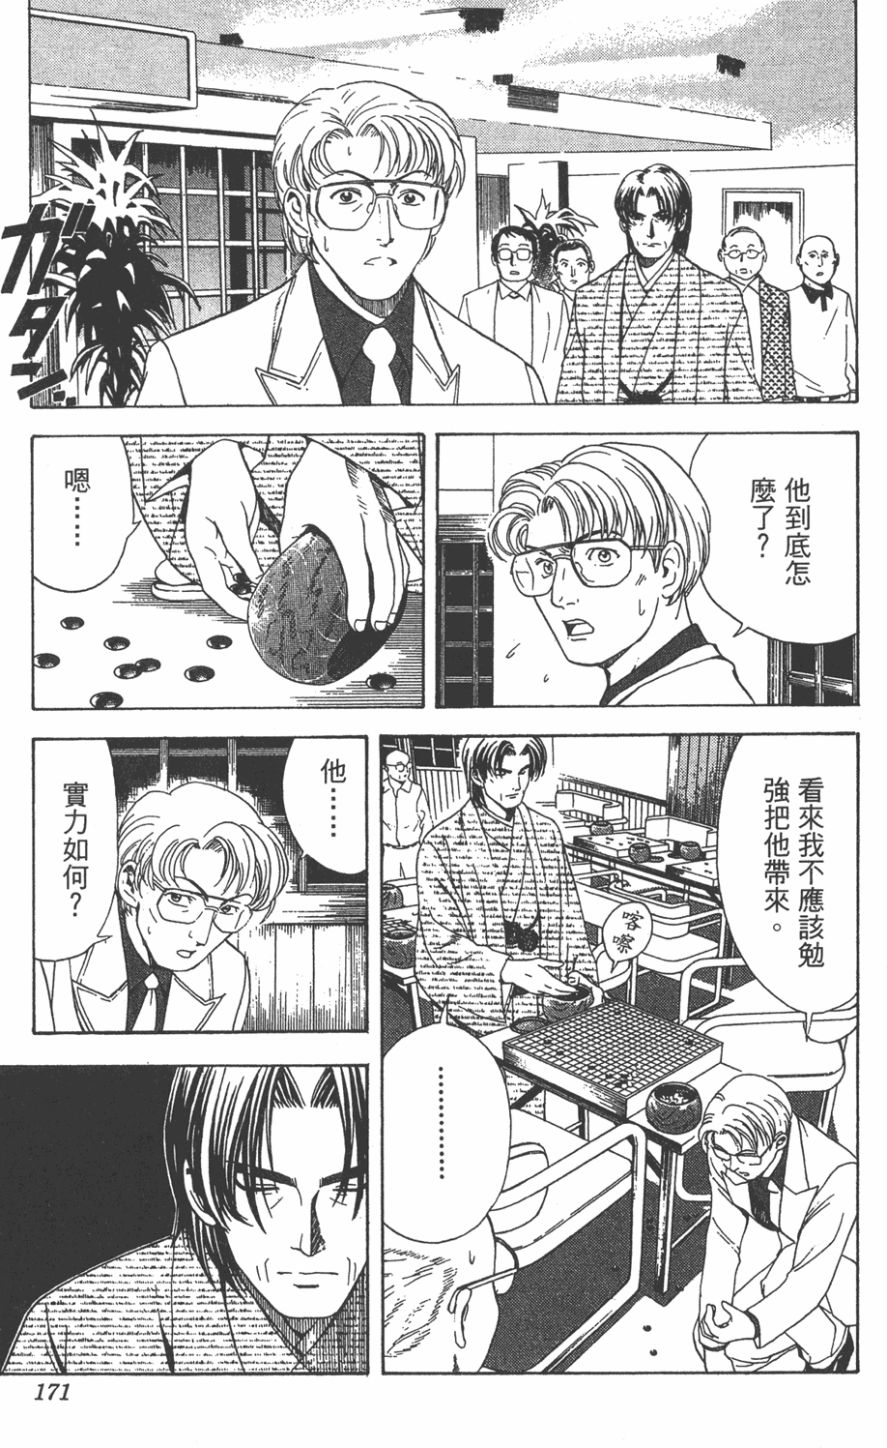 ガタン…
他到底怎
麼了？
嗯……
看來我不應該勉
強把他帶來。
喀嚓
…………
他……
實力如何？
171